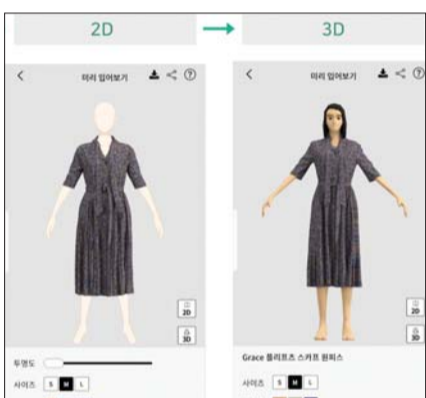 2D → 3D
미리 입어보기
미리 입어보기
2D
3D
2D
3D
투명도
사이즈 S M L
Grace 플리프츠 스카프 원피스
사이즈 S M L